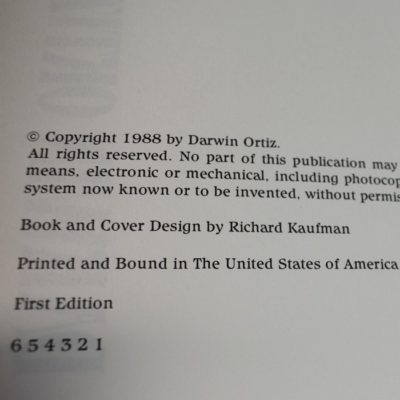 © Copyright 1988 by Darwin Ortiz.
All rights reserved. No part of this publication may
means, electronic or mechanical, including photocop
system now known or to be invented, without permis
Book and Cover Design by Richard Kaufman
Printed and Bound in The United States of America
First Edition
6 5 4 3 2 1